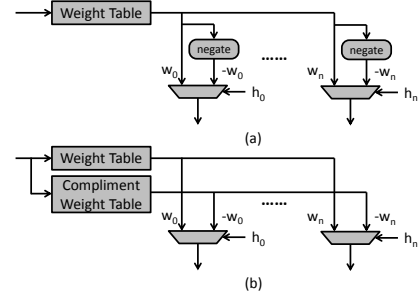 Weight Table
negate
......
negate
w0
-w0
wn
-wn
h0
hn
(a)
Weight Table
Compliment
Weight Table
......
w0
-w0
wn
-wn
h0
hn
(b)